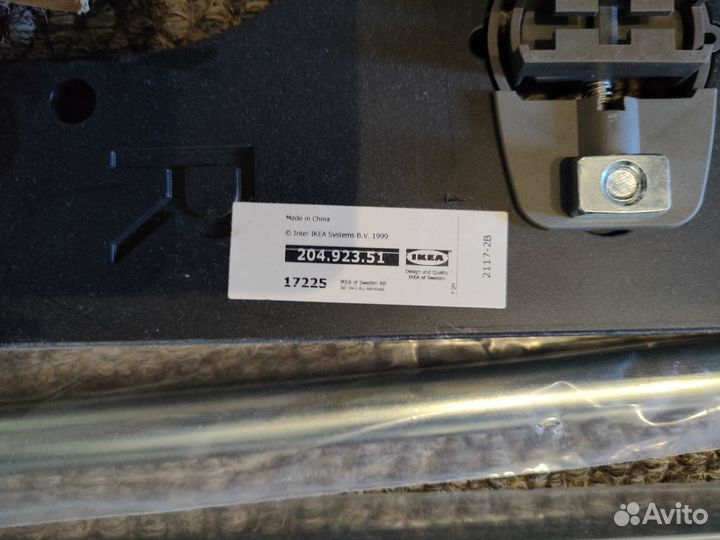 R
Made in China
© Inter IKEA Systems B.V. 1999
204.923.51
IKEA
Design and Quality
IKEA of Sweden
17225
IKEA of Sweden AB
2117-2B
Avito